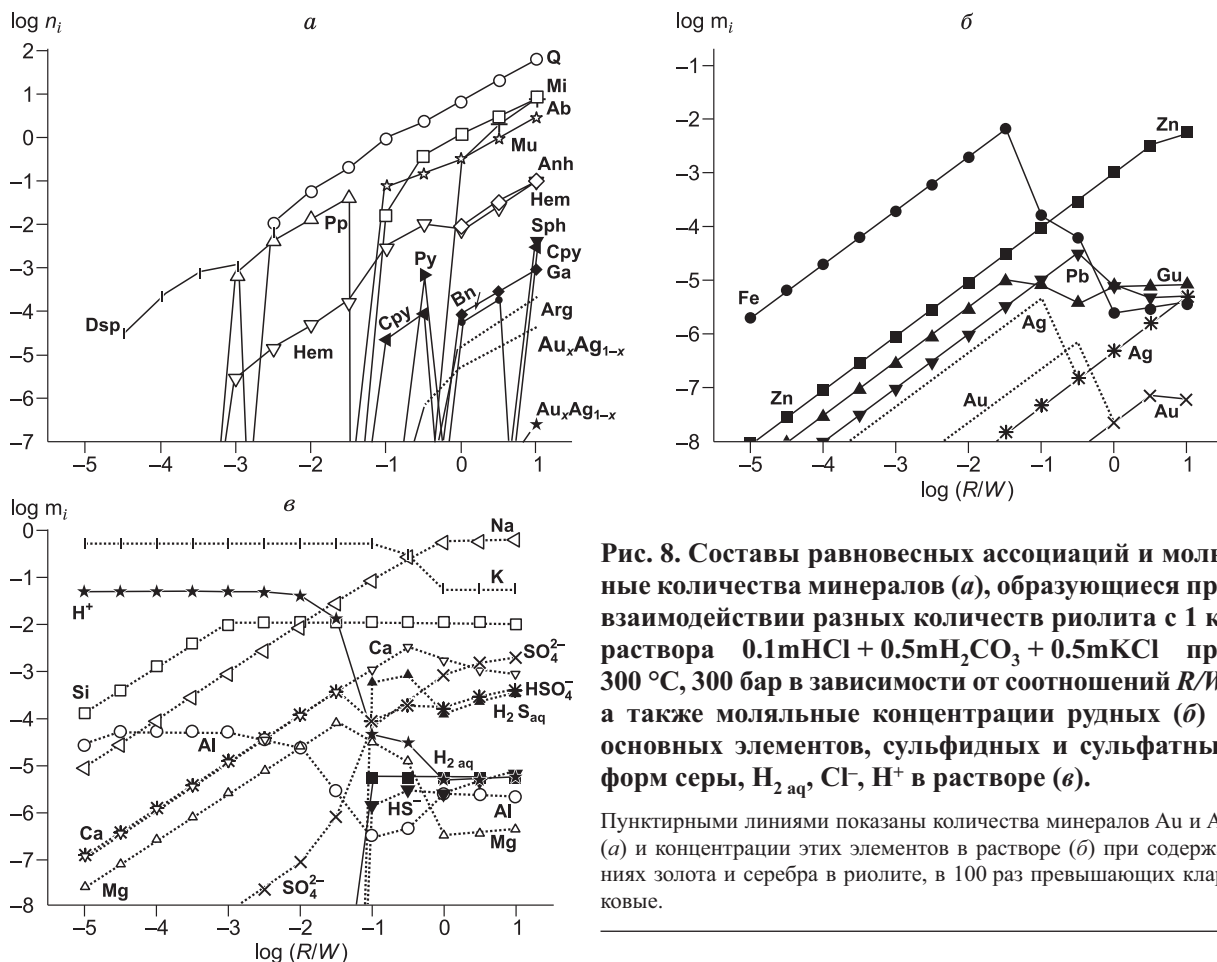 log nᵢ
а
2
1
0
–1
–2
–3
–4
–5
–6
–7
Q
Mi
Ab
Mu
Anh
Hem
Sph
Cpy
Ga
Arg
AuₓAg₁₋ₓ
AuₓAg₁₋ₓ
Pp
Py
Bn
Cpy
Dsp
Hem
–5 –4 –3 –2 –1 0 1
log mᵢ
б
–1
–2
–3
–4
–5
–6
–7
–8
Zn
Pb
Gu
Fe
Ag
Ag
Au
Au
Zn
–5 –4 –3 –2 –1 0 1
log (R/W)
log mᵢ
в
0
–1
–2
–3
–4
–5
–6
–7
–8
Na
K
H⁺
Ca
SO₄²⁻
Si
HSO₄⁻
H₂Sₐq
Al
H₂ ₐq
HS⁻
Al
Ca
Mg
Mg
SO₄²⁻
–5 –4 –3 –2 –1 0 1
log (R/W)
Рис. 8. Составы равновесных ассоциаций и моль
ные количества минералов (а), образующиеся пр
взаимодействии разных количеств риолита с 1 к
раствора 0.1mHCl + 0.5mH₂CO₃ + 0.5mKCl пр
300 °C, 300 бар в зависимости от соотношений R/W
а также моляльные концентрации рудных (б)
основных элементов, сульфидных и сульфатны
форм серы, H₂ ₐq, Cl⁻, H⁺ в растворе (в).
Пунктирными линиями показаны количества минералов Au и A
(а) и концентрации этих элементов в растворе (б) при содерж
ниях золота и серебра в риолите, в 100 раз превышающих клар
ковые.